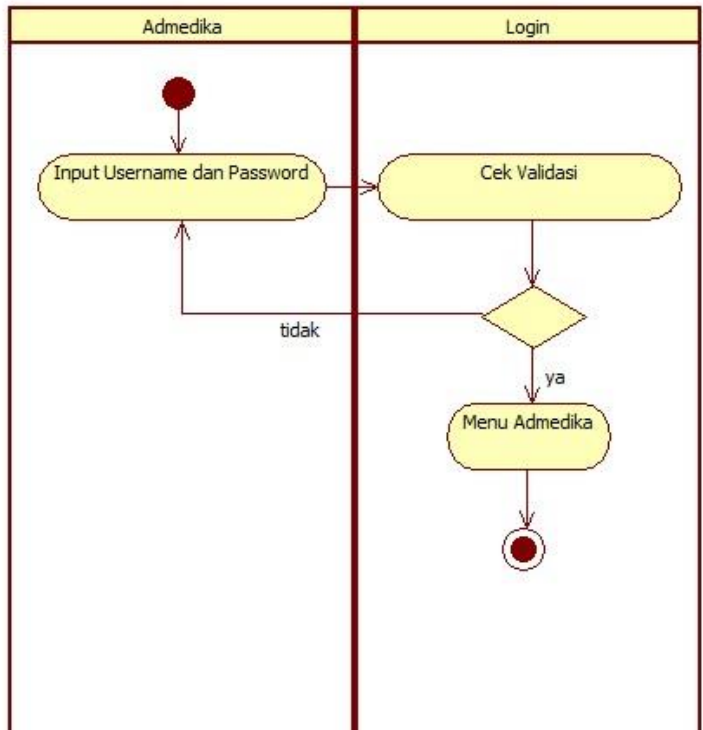 Admedika
Login
Input Username dan Password
Cek Validasi
tidak
ya
Menu Admedika